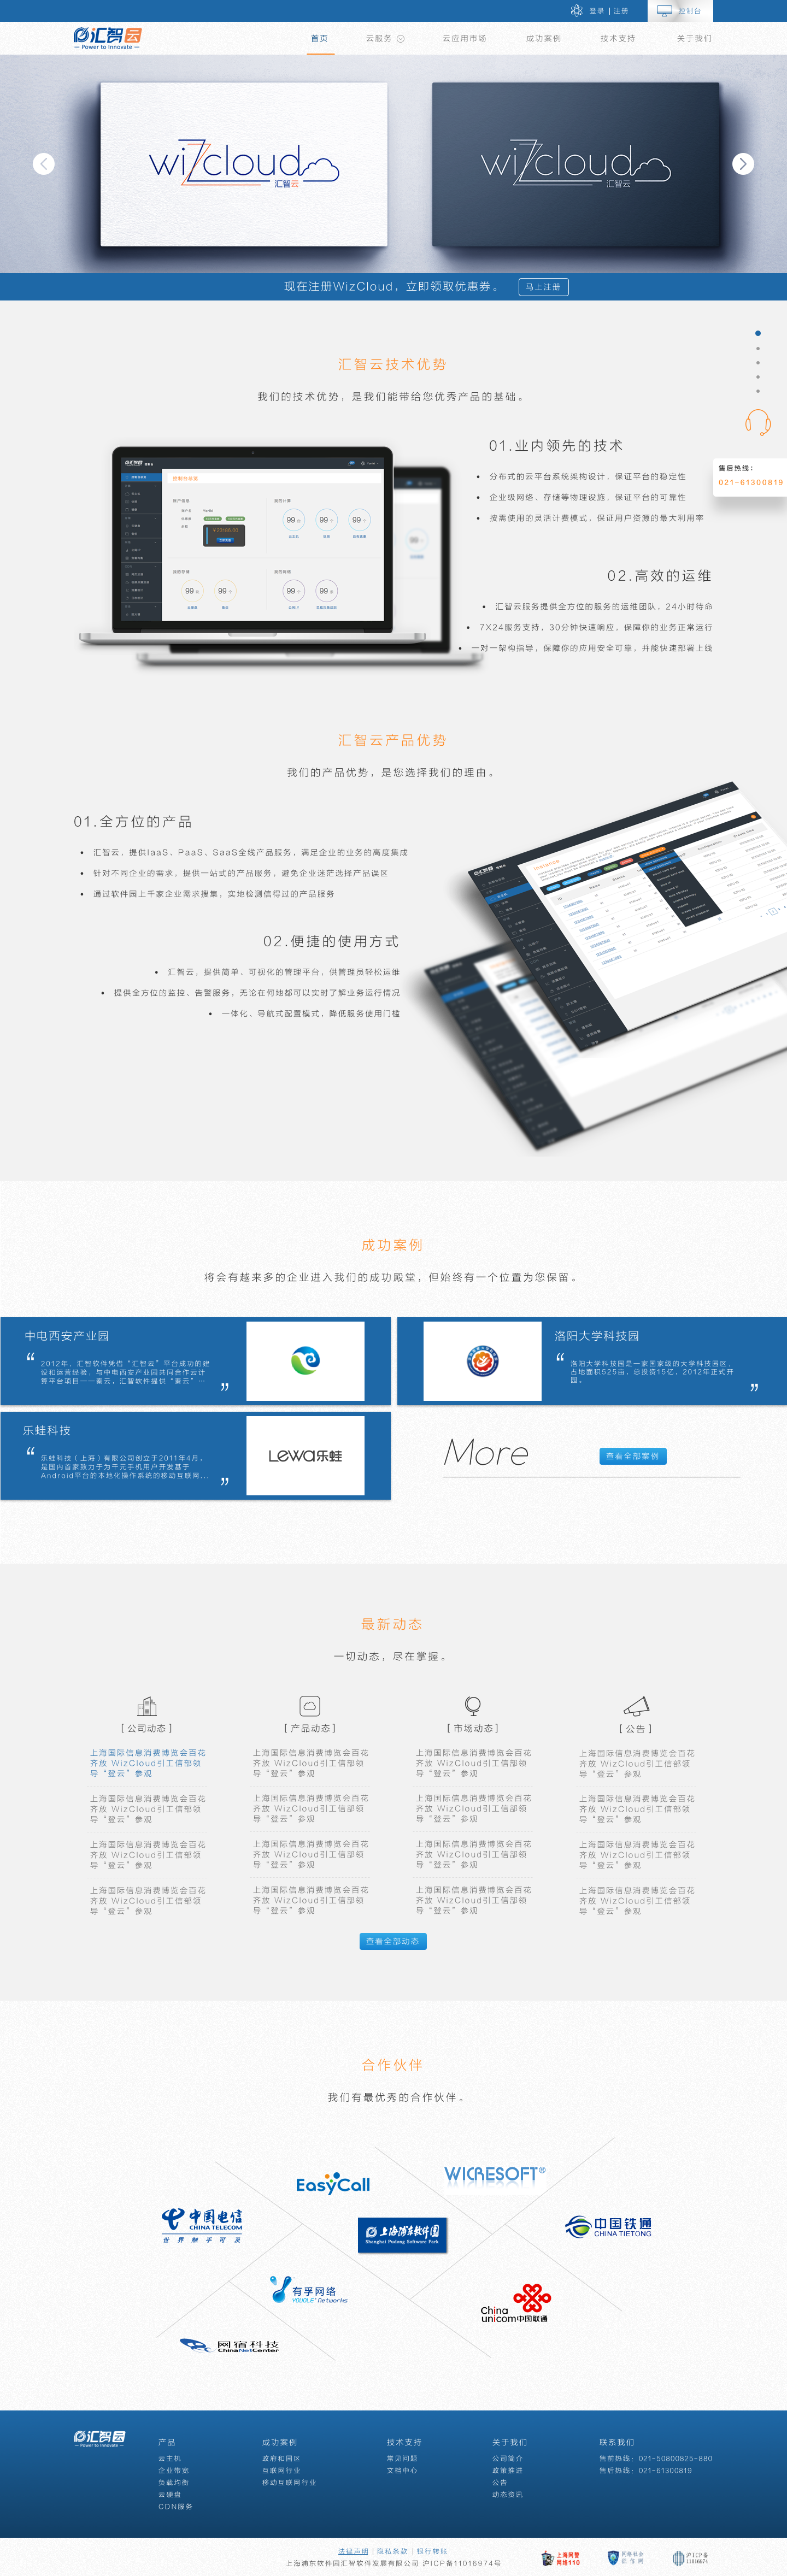 登录 | 注册
控制台
汇智云
Power to Innovate
首页
云服务
云应用市场
成功案例
技术支持
关于我们
wiZcloud
汇智云
wiZcloud
汇智云
现在注册WizCloud，立即领取优惠券。
马上注册
汇智云技术优势
我们的技术优势，是我们能带给您优秀产品的基础。
售后热线：
021-61300819
01.业内领先的技术
分布式的云平台系统架构设计，保证平台的稳定性
企业级网络、存储等物理设施，保证平台的可靠性
按需使用的灵活计费模式，保证用户资源的最大利用率
02.高效的运维
汇智云服务提供全方位的服务的运维团队，24小时待命
7X24服务支持，30分钟快速响应，保障你的业务正常运行
一对一架构指导，保障你的应用安全可靠，并能快速部署上线
汇智云产品优势
我们的产品优势，是您选择我们的理由。
01.全方位的产品
汇智云，提供IaaS、PaaS、SaaS全线产品服务，满足企业的业务的高度集成
针对不同企业的需求，提供一站式的产品服务，避免企业迷茫选择产品误区
通过软件园上千家企业需求搜集，实地检测信得过的产品服务
02.便捷的使用方式
汇智云，提供简单、可视化的管理平台，供管理员轻松运维
提供全方位的监控、告警服务，无论在何地都可以实时了解业务运行情况
一体化、导航式配置模式，降低服务使用门槛
成功案例
将会有越来多的企业进入我们的成功殿堂，但始终有一个位置为您保留。
中电西安产业园
“ 2012年，汇智软件凭借“汇智云”平台成功的建
设和运营经验，与中电西安产业园共同合作云计
算平台项目——秦云，汇智软件提供“秦云”… ”
洛阳大学科技园
“ 洛阳大学科技园是一家国家级的大学科技园区，
占地面积525亩，总投资15亿，2012年正式开
园。 ”
乐蛙科技
“ 乐蛙科技（上海）有限公司创立于2011年4月，
是国内首家致力于为千元手机用户开发基于
Android平台的本地化操作系统的移动互联网... ”
Lewa乐蛙
More
查看全部案例
最新动态
一切动态，尽在掌握。
[ 公司动态 ]
上海国际信息消费博览会百花
齐放 WizCloud引工信部领
导“登云”参观
上海国际信息消费博览会百花
齐放 WizCloud引工信部领
导“登云”参观
上海国际信息消费博览会百花
齐放 WizCloud引工信部领
导“登云”参观
上海国际信息消费博览会百花
齐放 WizCloud引工信部领
导“登云”参观
[ 产品动态 ]
上海国际信息消费博览会百花
齐放 WizCloud引工信部领
导“登云”参观
上海国际信息消费博览会百花
齐放 WizCloud引工信部领
导“登云”参观
上海国际信息消费博览会百花
齐放 WizCloud引工信部领
导“登云”参观
上海国际信息消费博览会百花
齐放 WizCloud引工信部领
导“登云”参观
[ 市场动态 ]
上海国际信息消费博览会百花
齐放 WizCloud引工信部领
导“登云”参观
上海国际信息消费博览会百花
齐放 WizCloud引工信部领
导“登云”参观
上海国际信息消费博览会百花
齐放 WizCloud引工信部领
导“登云”参观
上海国际信息消费博览会百花
齐放 WizCloud引工信部领
导“登云”参观
[ 公告 ]
上海国际信息消费博览会百花
齐放 WizCloud引工信部领
导“登云”参观
上海国际信息消费博览会百花
齐放 WizCloud引工信部领
导“登云”参观
上海国际信息消费博览会百花
齐放 WizCloud引工信部领
导“登云”参观
上海国际信息消费博览会百花
齐放 WizCloud引工信部领
导“登云”参观
查看全部动态
合作伙伴
我们有最优秀的合作伙伴。
EasyCall
WICRESOFT®
中国电信
CHINA TELECOM
世界触手可及
上海浦东软件园
Shanghai Pudong Software Park
中国铁通
CHINA TIETONG
有孚网络
YOVOLE Networks
China
unicom中国联通
网宿科技
ChinaNetCenter
汇智云
Power to Innovate
产品
云主机
企业带宽
负载均衡
云硬盘
CDN服务
成功案例
政府和园区
互联网行业
移动互联网行业
技术支持
常见问题
文档中心
关于我们
公司简介
政策推进
公告
动态资讯
联系我们
售前热线：021-50800825-880
售后热线：021-61300819
法律声明 | 隐私条款 | 银行转账
上海浦东软件园汇智软件发展有限公司 沪ICP备11016974号
上海网警
网络110
网络社会
征信网
沪ICP备
11016974